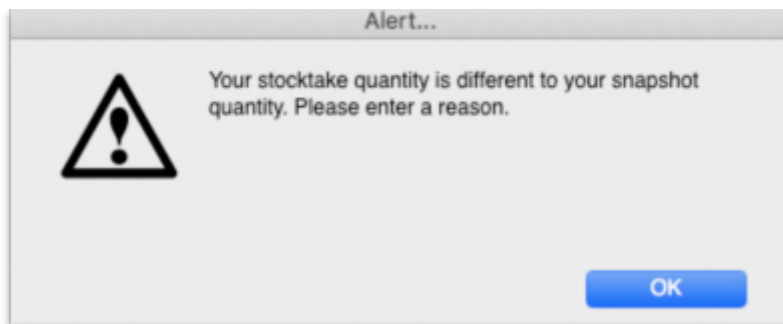 Alert...
Your stocktake quantity is different to your snapshot
quantity. Please enter a reason.
OK